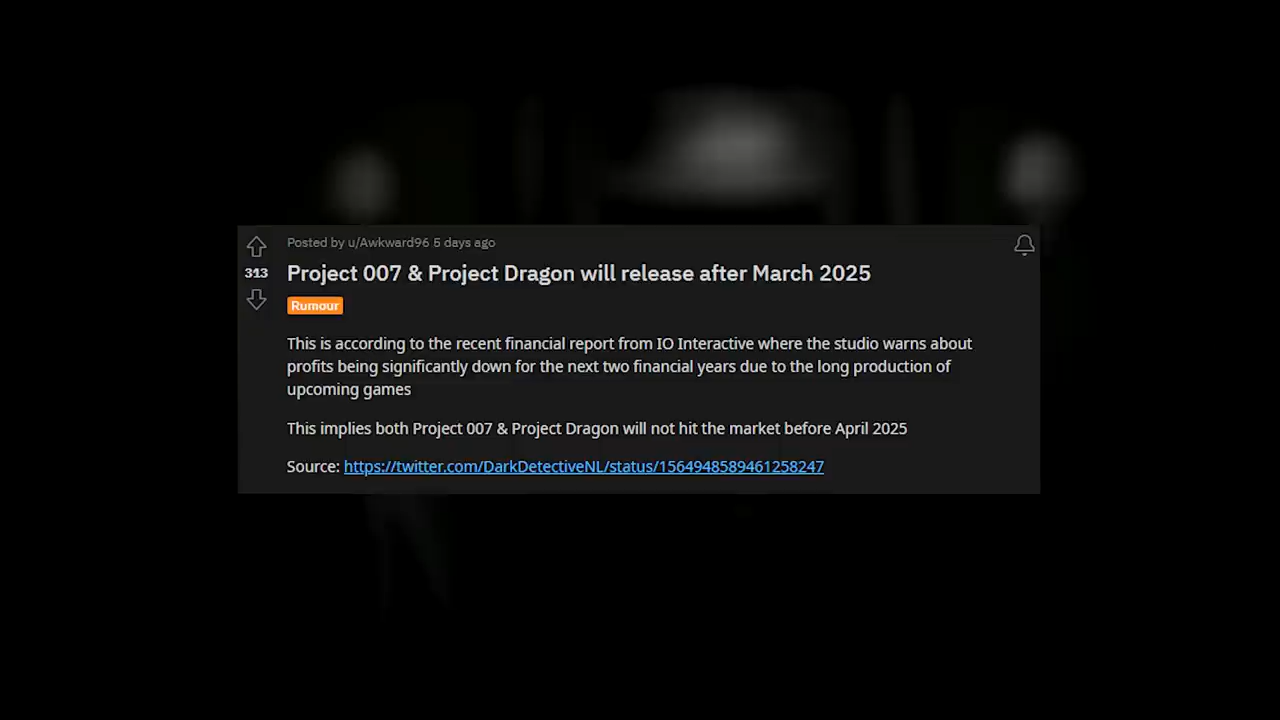 Posted by u/Awkward96 5 days ago
313
Project 007 & Project Dragon will release after March 2025
Rumour
This is according to the recent financial report from IO Interactive where the studio warns about
profits being significantly down for the next two financial years due to the long production of
upcoming games
This implies both Project 007 & Project Dragon will not hit the market before April 2025
Source: https://twitter.com/DarkDetectiveNL/status/1564948589461258247